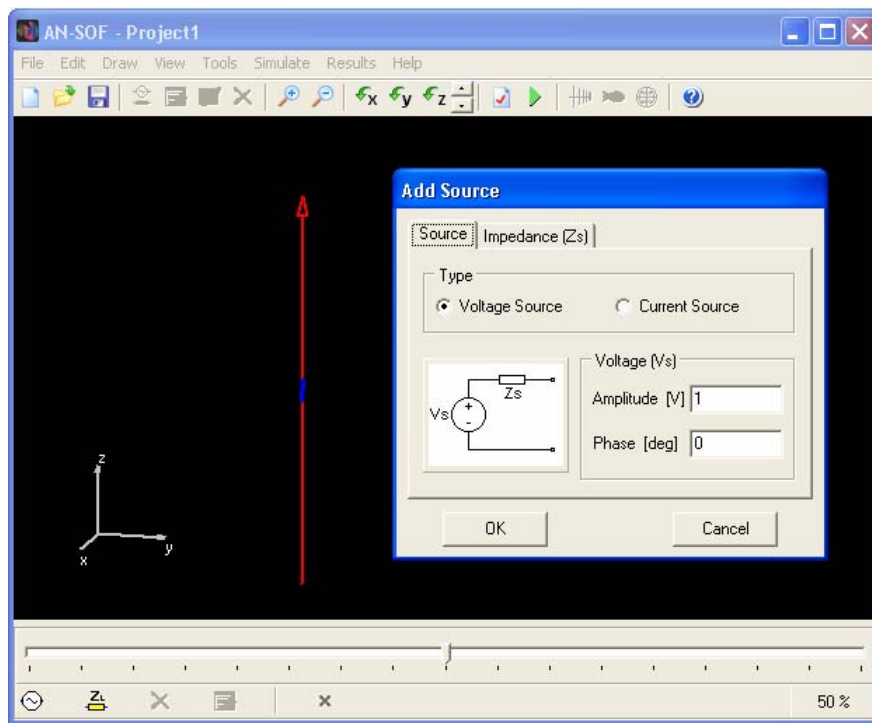 AN-SOF - Project1
File Edit Draw View Tools Simulate Results Help
x y z
Add Source
Source Impedance (Zs)
Type
Voltage Source Current Source
Voltage (Vs)
Zs
Vs
+
-
Amplitude [V] 1
Phase [deg] 0
OK Cancel
z
y
x
ZL
50 %